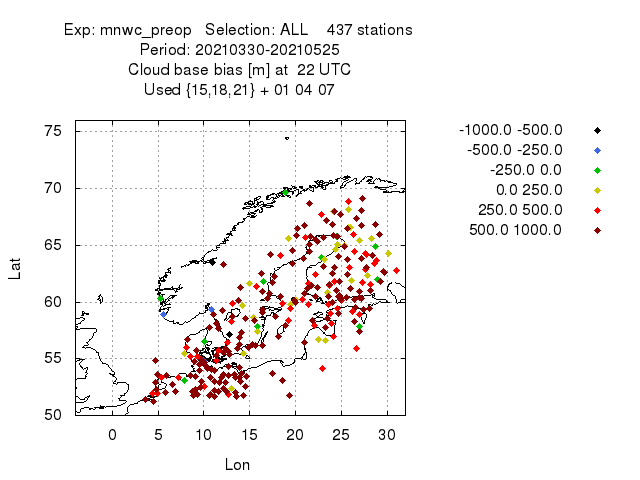 Exp: mnwc_preop   Selection: ALL    437 stations
Period: 20210330-20210525
Cloud base bias [m] at  22 UTC
Used {15,18,21} + 01 04 07
-1000.0 -500.0
-500.0 -250.0
-250.0 0.0
0.0 250.0
250.0 500.0
500.0 1000.0
75
70
65
60
55
50
Lat
0 5 10 15 20 25 30
Lon